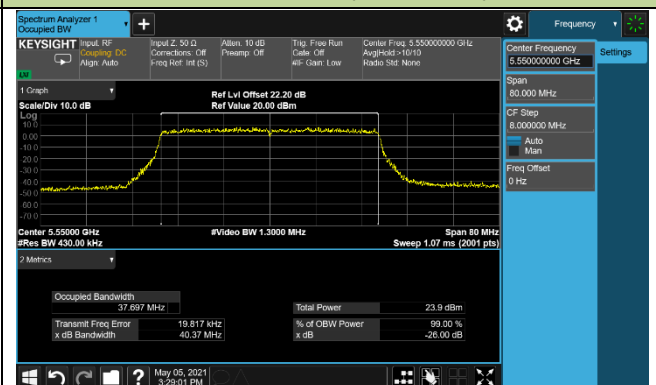 Spectrum Analyzer 1
Occupied BW
+
Frequency
KEYSIGHT
Input: RF
Coupling: DC
Align: Auto
Input Z: 50 Ω
Corrections: Off
Freq Ref: Int (S)
Atten: 10 dB
Preamp: Off
Trig: Free Run
Gate: Off
#IF Gain: Low
Center Freq: 5.550000000 GHz
Avg|Hold:>10/10
Radio Std: None
LXI
Center Frequency
5.550000000 GHz
Settings
Span
80.000 MHz
CF Step
8.000000 MHz
Auto
Man
Freq Offset
0 Hz
1 Graph
Scale/Div 10.0 dB
Ref Lvl Offset 22.20 dB
Ref Value 20.00 dBm
Log
10.0
0.00
-10.0
-20.0
-30.0
-40.0
-50.0
-60.0
-70.0
Center 5.55000 GHz
#Video BW 1.3000 MHz
Span 80 MHz
#Res BW 430.00 kHz
Sweep 1.07 ms (2001 pts)
2 Metrics
Occupied Bandwidth
37.697 MHz
Total Power 23.9 dBm
Transmit Freq Error 19.817 kHz
% of OBW Power 99.00 %
x dB Bandwidth 40.37 MHz
x dB -26.00 dB
?
May 05, 2021
3:29:01 PM